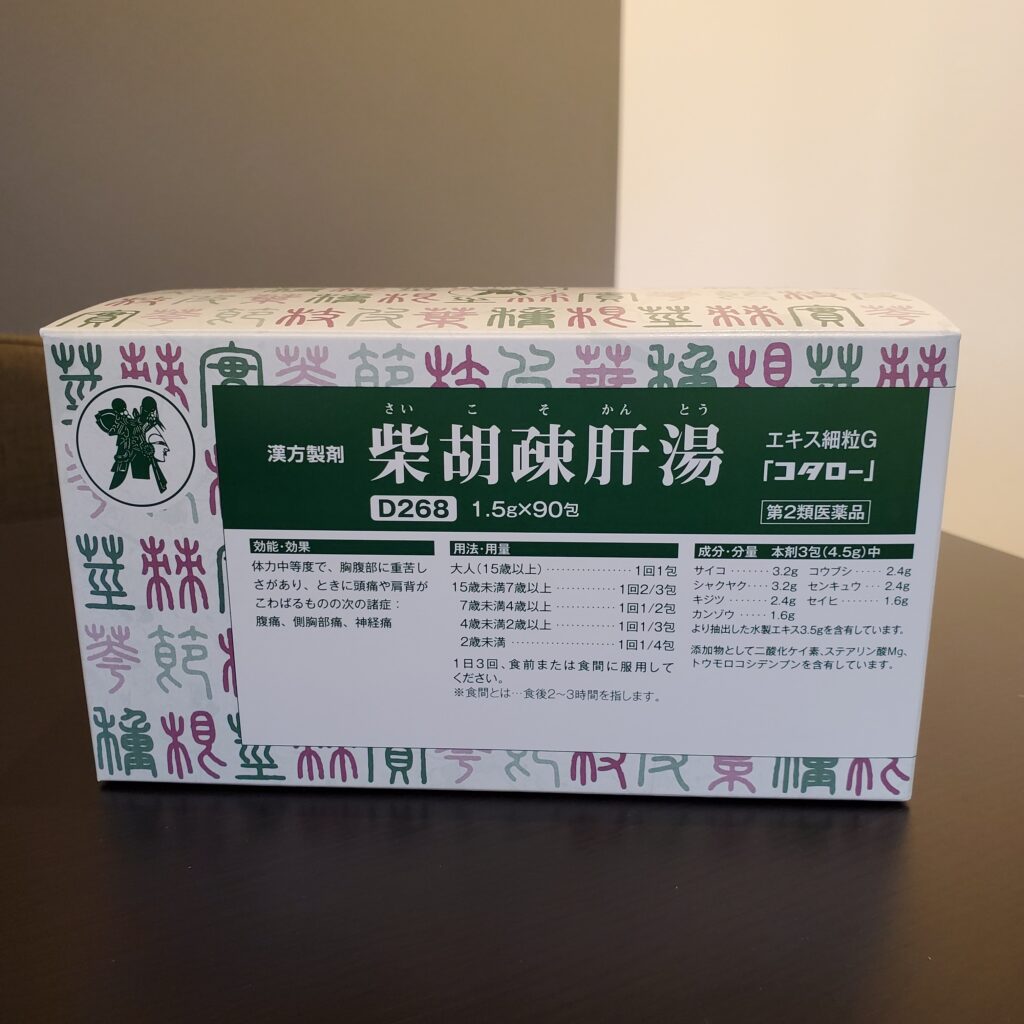 さいこそかんとう
漢方製剤 柴胡疎肝湯 エキス細粒G
「コタロー」
D268 1.5g×90包 第2類医薬品
効能・効果
体力中等度で、胸腹部に重苦し
さがあり、ときに頭痛や肩背が
こわばるものの次の諸症：
腹痛、側胸部痛、神経痛
用法・用量
大人(15歳以上)………………1回1包
15歳未満7歳以上…………1回2/3包
7歳未満4歳以上…………1回1/2包
4歳未満2歳以上…………1回1/3包
2歳未満………………………1回1/4包
1日3回、食前または食間に服用して
ください。
※食間とは…食後2〜3時間を指します。
成分・分量 本剤3包(4.5g)中
サイコ……3.2g コウブシ……2.4g
シャクヤク…3.2g センキュウ…2.4g
キジツ……2.4g セイヒ……1.6g
カンゾウ……1.6g
より抽出した水製エキス3.5gを含有しています。
添加物として二酸化ケイ素、ステアリン酸Mg、
トウモロコシデンプンを含有しています。